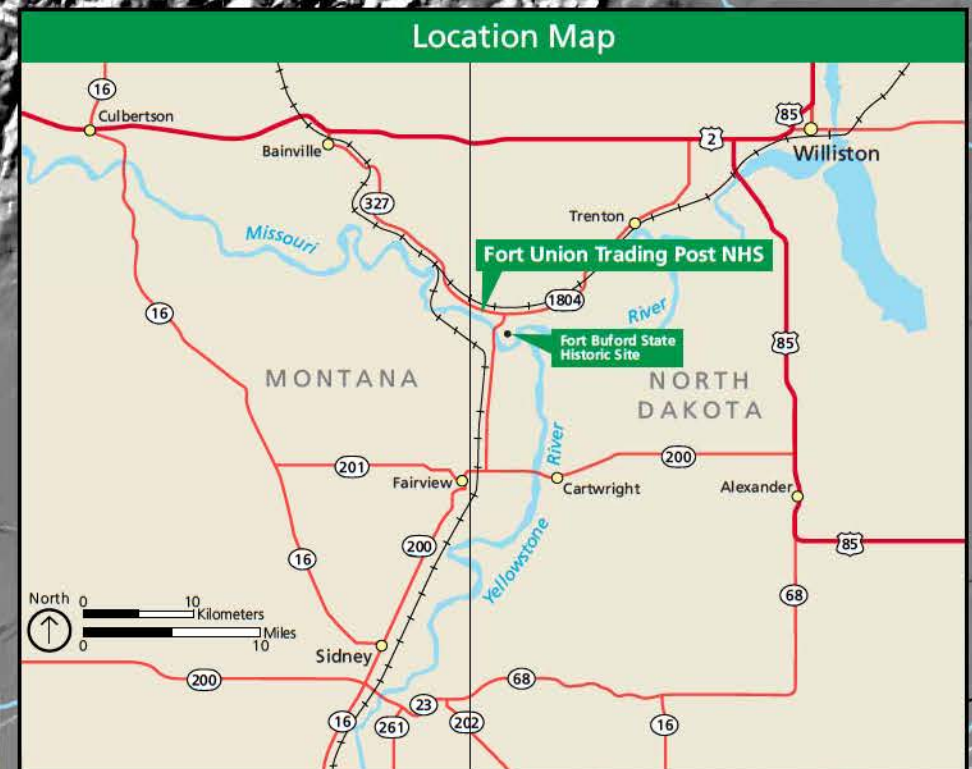 Location Map
16
Culbertson
85
2
Williston
Bainville
327
Trenton
Missouri
Fort Union Trading Post NHS
1804
River
16
Fort Buford State
Historic Site
85
MONTANA
NORTH
DAKOTA
River
201
200
Fairview
Cartwright
Alexander
200
85
16
Yellowstone
68
North
0 10
Kilometers
Miles
0 10
Sidney
200
68
23
16
261
202
16